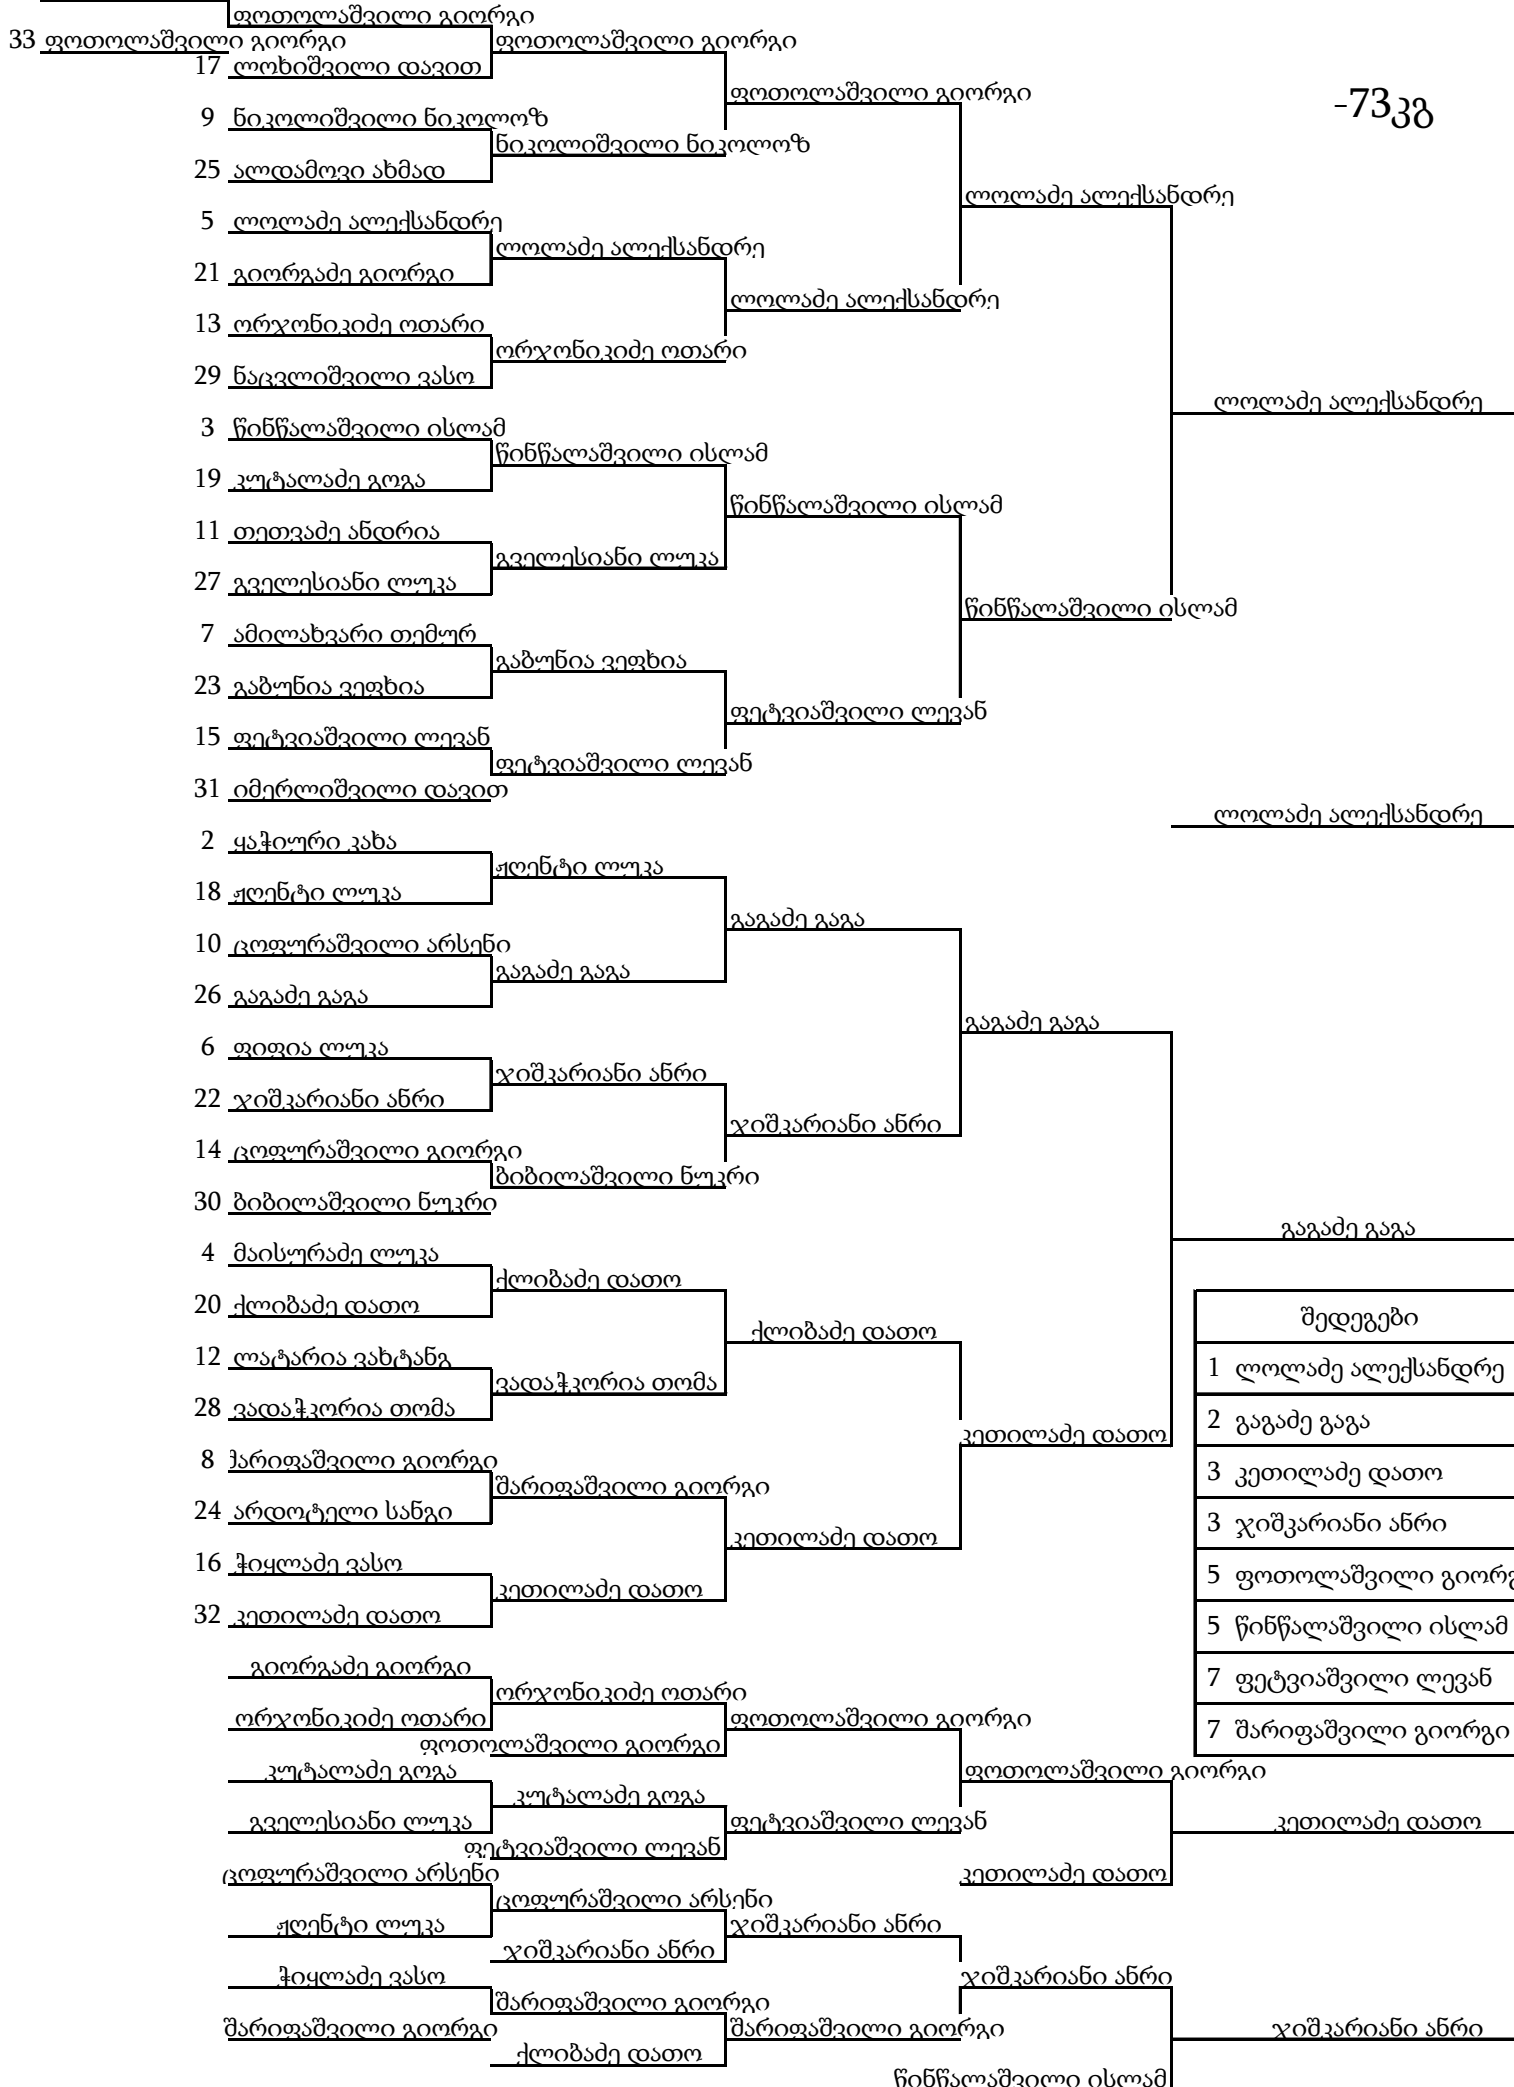 ფოთოლაშვილი გიორგი
33 ფოთოლაშვილი გიორგი
ფოთოლაშვილი გიორგი
17 ლოხიშვილი დავით
ფოთოლაშვილი გიორგი
-73კგ
9 ნიკოლიშვილი ნიკოლოზ
ნიკოლიშვილი ნიკოლოზ
25 ალდამოვი ახმად
ლოლაძე ალექსანდრე
5 ლოლაძე ალექსანდრე
ლოლაძე ალექსანდრე
21 გიორგაძე გიორგი
ლოლაძე ალექსანდრე
13 ორჯონიკიძე ოთარი
ორჯონიკიძე ოთარი
29 ნაცვლიშვილი ვასო
ლოლაძე ალექსანდრე
3 წინწალაშვილი ისლამ
წინწალაშვილი ისლამ
19 კუტალაძე გოგა
წინწალაშვილი ისლამ
11 თეთვაძე ანდრია
გველესიანი ლუკა
27 გველესიანი ლუკა
წინწალაშვილი ისლამ
7 ამილახვარი თემურ
გაბუნია ვეფხია
23 გაბუნია ვეფხია
ფეტვიაშვილი ლევან
15 ფეტვიაშვილი ლევან
ფეტვიაშვილი ლევან
31 იმერლიშვილი დავით
ლოლაძე ალექსანდრე
2 ყაჭიური კახა
ჟღენტი ლუკა
18 ჟღენტი ლუკა
გაგაძე გაგა
10 ცოფურაშვილი არსენი
გაგაძე გაგა
26 გაგაძე გაგა
გაგაძე გაგა
6 ფიფია ლუკა
ჯიშკარიანი ანრი
22 ჯიშკარიანი ანრი
ჯიშკარიანი ანრი
14 ცოფურაშვილი გიორგი
ბიბილაშვილი ნუკრი
30 ბიბილაშვილი ნუკრი
გაგაძე გაგა
4 მაისურაძე ლუკა
ქლიბაძე დათო
20 ქლიბაძე დათო
შედეგები
ქლიბაძე დათო
12 ლატარია ვახტანგ
1 ლოლაძე ალექსანდრე
ვადაჭკორია თომა
28 ვადაჭკორია თომა
2 გაგაძე გაგა
კეთილაძე დათო
8 შარიფაშვილი გიორგი
3 კეთილაძე დათო
შარიფაშვილი გიორგი
24 არდოტელი სანგი
3 ჯიშკარიანი ანრი
კეთილაძე დათო
16 ჭიყლაძე ვასო
5 ფოთოლაშვილი გიორგ
კეთილაძე დათო
32 კეთილაძე დათო
5 წინწალაშვილი ისლამ
გიორგაძე გიორგი
7 ფეტვიაშვილი ლევან
ორჯონიკიძე ოთარი
ორჯონიკიძე ოთარი
ფოთოლაშვილი გიორგი
7 შარიფაშვილი გიორგი
ფოთოლაშვილი გიორგი
კუტალაძე გოგა
ფოთოლაშვილი გიორგი
კუტალაძე გოგა
გველესიანი ლუკა
ფეტვიაშვილი ლევან
კეთილაძე დათო
ფეტვიაშვილი ლევან
ცოფურაშვილი არსენი
კეთილაძე დათო
ცოფურაშვილი არსენი
ჟღენტი ლუკა
ჯიშკარიანი ანრი
ჯიშკარიანი ანრი
ჭიყლაძე ვასო
ჯიშკარიანი ანრი
შარიფაშვილი გიორგი
შარიფაშვილი გიორგი
შარიფაშვილი გიორგი
ჯიშკარიანი ანრი
ქლიბაძე დათო
წინწალაშვილი ისლამ